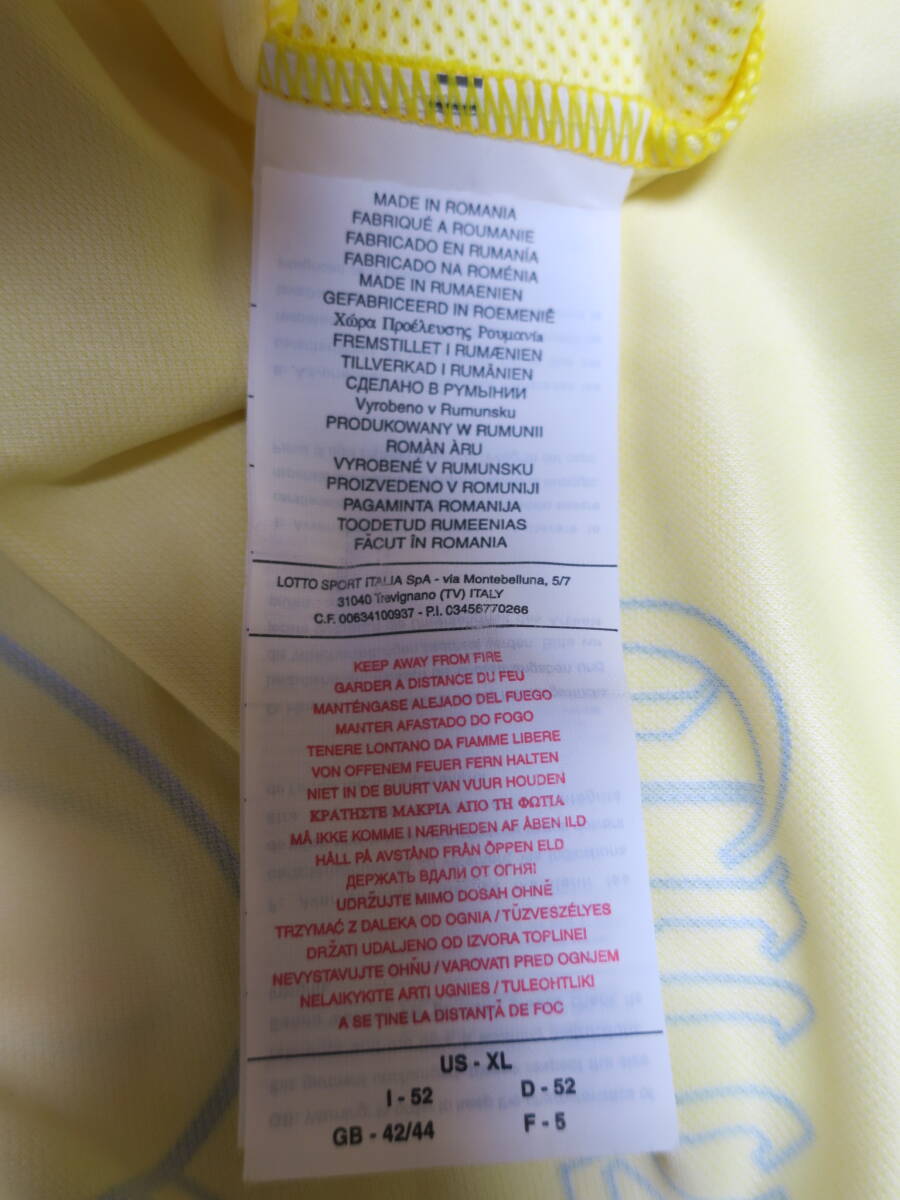 MADE IN ROMANIA
FABRIQUÉ A ROUMANIE
FABRICADO EN RUMANÍA
FABRICADO NA ROMÉNIA
MADE IN RUMAENIEN
GEFABRICEERD IN ROEMENIË
Χώρα Προέλευσης Ρουμανία
FREMSTILLET I RUMÆNIEN
TILLVERKAD I RUMÄNIEN
СДЕЛАНО В РУМЫНИИ
Vyrobeno v Rumunsku
PRODUKOWANY W RUMUNII
ROMÀN ÀRU
VYROBENÉ V RUMUNSKU
PROIZVEDENO V ROMUNIJI
PAGAMINTA ROMANIJA
TOODETUD RUMEENIAS
FĂCUT ÎN ROMANIA
LOTTO SPORT ITALIA SpA - via Montebelluna, 5/7
31040 Trevignano (TV) ITALY
C.F. 00634100937 - P.I. 03456770266
KEEP AWAY FROM FIRE
GARDER A DISTANCE DU FEU
MANTÉNGASE ALEJADO DEL FUEGO
MANTER AFASTADO DO FOGO
TENERE LONTANO DA FIAMME LIBERE
VON OFFENEM FEUER FERN HALTEN
NIET IN DE BUURT VAN VUUR HOUDEN
ΚΡΑΤΗΣΤΕ ΜΑΚΡΙΑ ΑΠΟ ΤΗ ΦΩΤΙΑ
MÅ IKKE KOMME I NÆRHEDEN AF ÅBEN ILD
HÅLL PÅ AVSTÅND FRÅN ÖPPEN ELD
ДЕРЖАТЬ ВДАЛИ ОТ ОГНЯ!
UDRŽUJTE MIMO DOSAH OHNĚ
TRZYMAĆ Z DALEKA OD OGNIA / TŰZVESZÉLYES
DRŽATI UDALJENO OD IZVORA TOPLINEI
NEVYSTAVUJTE OHŇU / VAROVATI PRED OGNJEM
NELAIKYKITE ARTI UGNIES / TULEOHTLIKI
A SE ȚINE LA DISTANȚĂ DE FOC
US - XL
I - 52 D - 52
GB - 42/44 F - 5